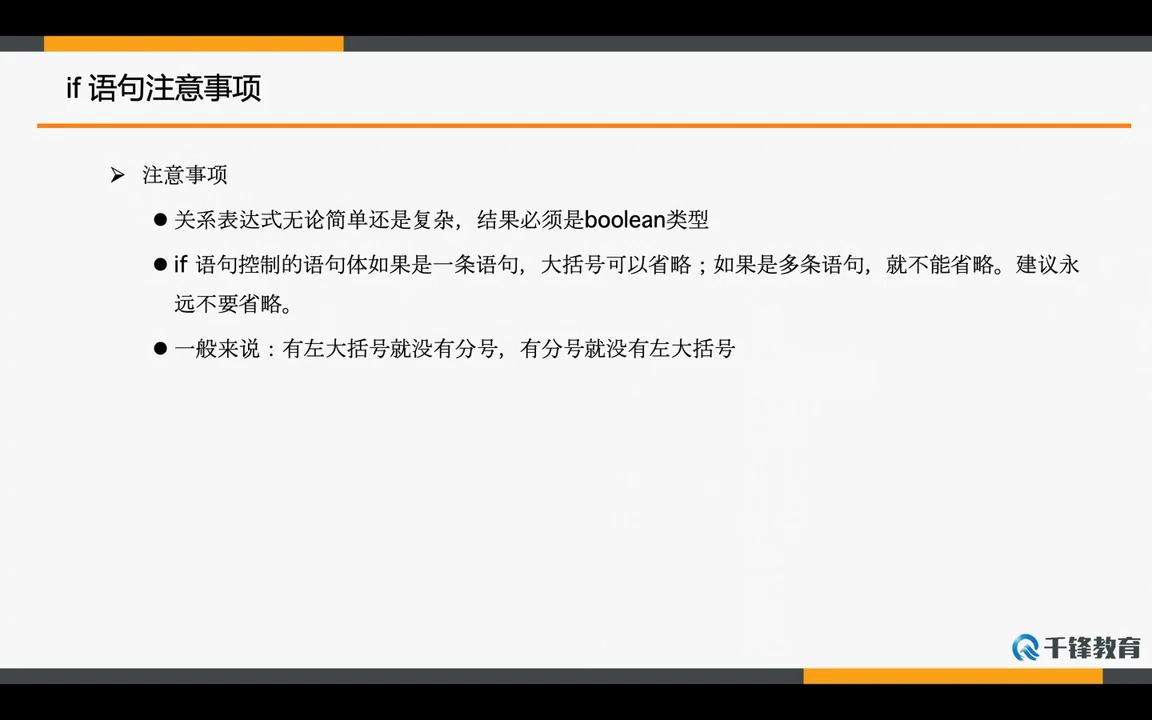 if 语句注意事项
注意事项
关系表达式无论简单还是复杂，结果必须是boolean类型
if 语句控制的语句体如果是一条语句，大括号可以省略；如果是多条语句，就不能省略。建议永
远不要省略。
一般来说：有左大括号就没有分号，有分号就没有左大括号
千锋教育